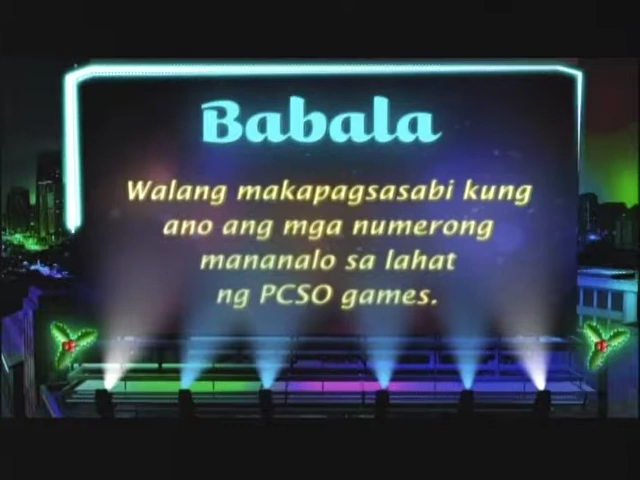 Babala
Walang makapagsasabi kung
ano ang mga numerong
mananalo sa lahat
ng PCSO games.